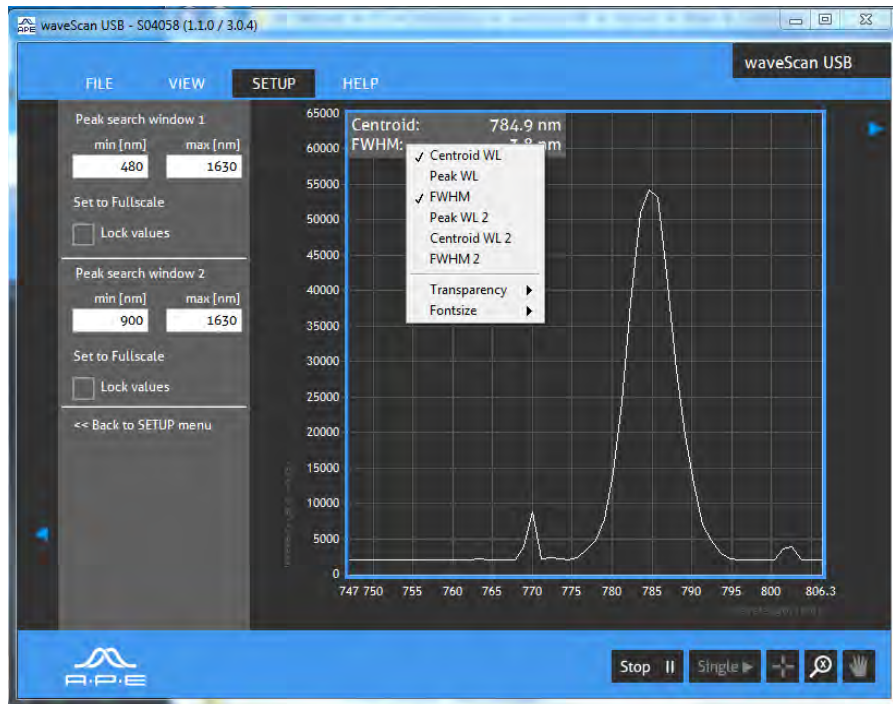 waveScan USB - S04058 (1.1.0 / 3.0.4)
waveScan USB
FILE VIEW SETUP HELP
Peak search window 1
min [nm] max [nm]
480 1630
Set to Fullscale
Lock values
Peak search window 2
min [nm] max [nm]
900 1630
Set to Fullscale
Lock values
<< Back to SETUP menu
65000
60000
55000
50000
45000
40000
35000
30000
25000
20000
15000
10000
5000
0
Centroid: 784.9 nm
FWHM: 3.8 nm
Centroid WL
Peak WL
FWHM
Peak WL 2
Centroid WL 2
FWHM 2
Transparency
Fontsize
747 750 755 760 765 770 775 780 785 790 795 800 806.3
A.P.E
Stop Single